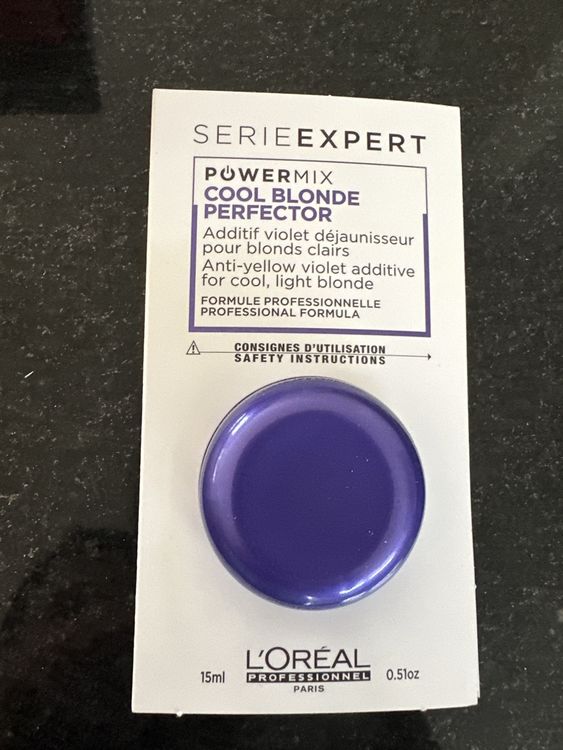 SERIEEXPERT
POWERMIX
COOL BLONDE
PERFECTOR
Additif violet déjaunisseur
pour blonds clairs
Anti-yellow violet additive
for cool, light blonde
FORMULE PROFESSIONNELLE
PROFESSIONAL FORMULA
CONSIGNES D'UTILISATION
SAFETY INSTRUCTIONS
15ml
L'ORÉAL
PROFESSIONNEL
PARIS
0.51oz